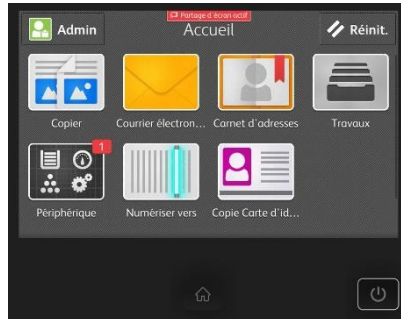 Partage d'écran actif
Admin
Accueil
Réinit.
Copier
Courrier électron...
Carnet d'adresses
Travaux
1
Périphérique
Numériser vers
Copie Carte d'id...